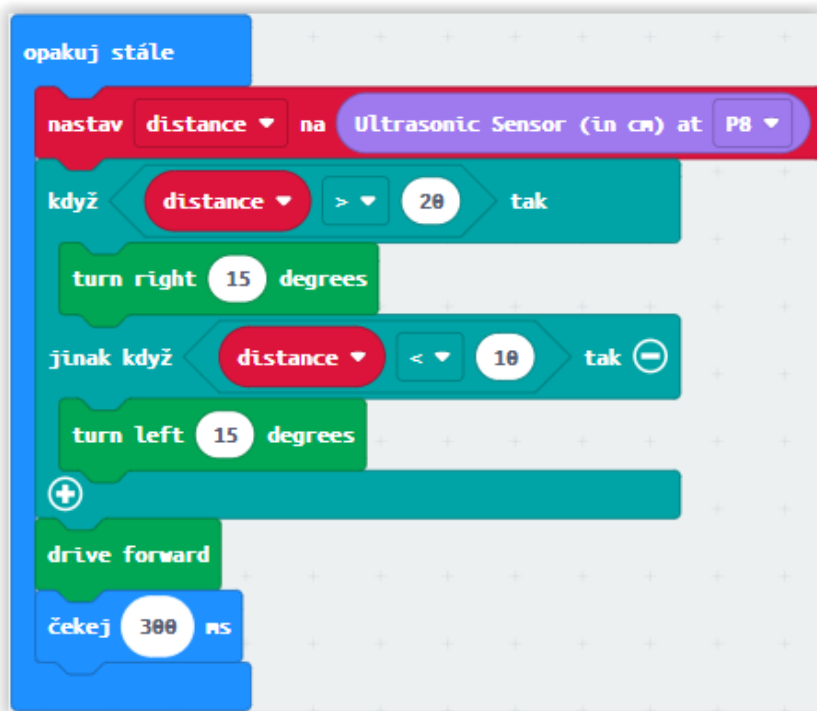 opakuj stále
nastav distance na Ultrasonic Sensor (in cm) at P8
když distance > 20 tak
turn right 15 degrees
jinak když distance < 10 tak
turn left 15 degrees
drive forward
čekej 300 ms